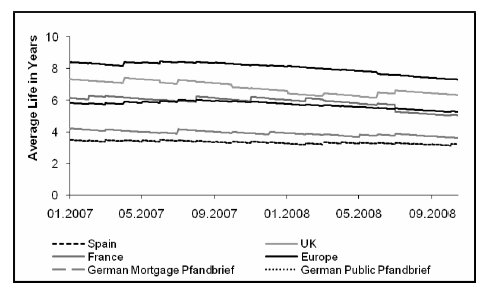 Average Life in Years
10
8
6
4
2
0
01.2007 05.2007 09.2007 01.2008 05.2008 09.2008
Spain UK
France Europe
German Mortgage Pfandbrief German Public Pfandbrief